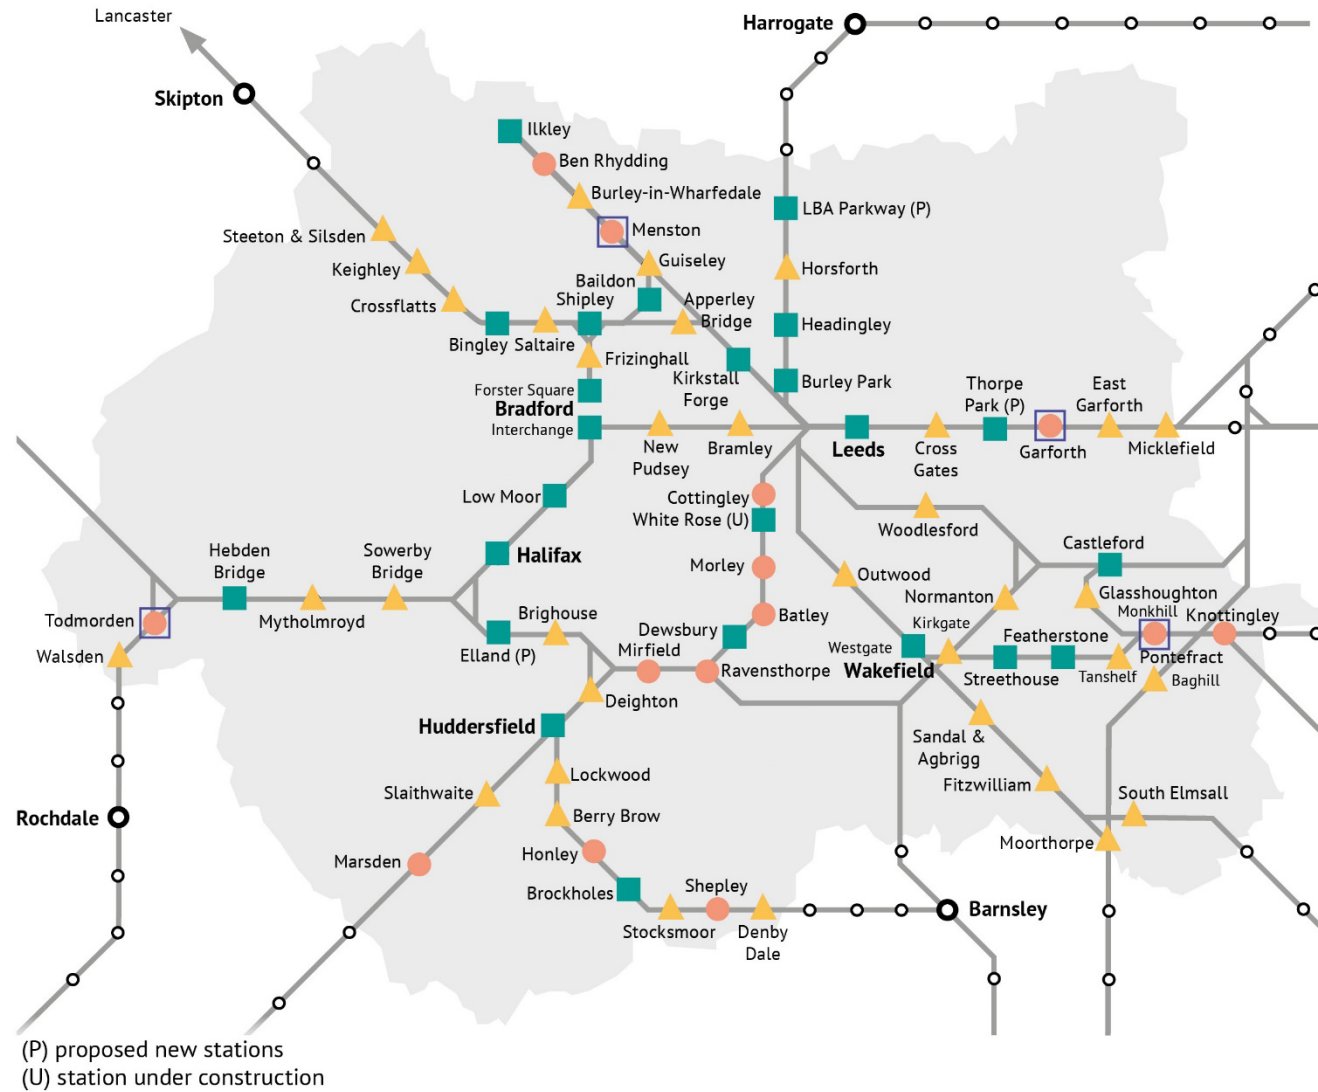 Lancaster
Harrogate
Skipton
Ilkley
Ben Rhydding
Burley-in-Wharfedale
LBA Parkway (P)
Steeton & Silsden
Menston
Keighley
Guiseley
Horsforth
Baildon
Crossflatts
Shipley
Apperley
Bridge
Headingley
Bingley
Saltaire
Frizinghall
Kirkstall
Forge
Burley Park
Forster Square
Bradford
Interchange
Thorpe
Park (P)
East
Garforth
New
Pudsey
Bramley
Leeds
Cross
Gates
Garforth
Micklefield
Low Moor
Cottingley
White Rose (U)
Woodlesford
Hebden
Bridge
Sowerby
Bridge
Halifax
Morley
Castleford
Outwood
Normanton
Glasshoughton
Todmorden
Mytholmroyd
Brighouse
Batley
Monkhill
Knottingley
Walsden
Elland (P)
Dewsbury
Mirfield
Kirkgate
Westgate
Wakefield
Featherstone
Streethouse
Tanshelf
Pontefract
Baghill
Ravensthorpe
Deighton
Huddersfield
Sandal &
Agbrigg
Lockwood
Fitzwilliam
Slaithwaite
South Elmsall
Berry Brow
Rochdale
Moorthorpe
Marsden
Honley
Brockholes
Shepley
Stocksmoor
Denby
Dale
Barnsley
(P) proposed new stations
(U) station under construction